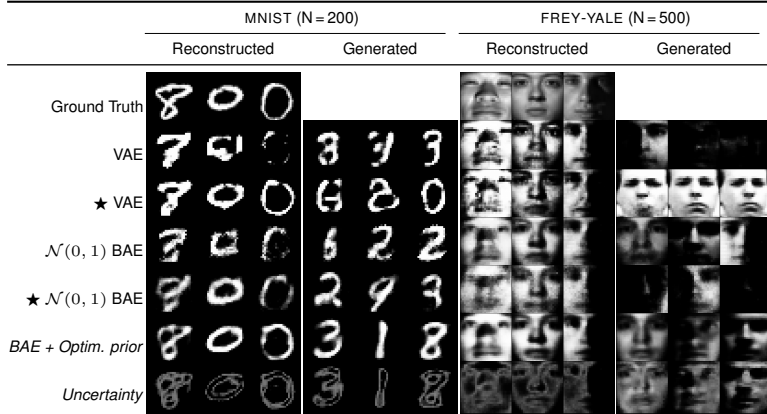 MNIST (N = 200) FREY-YALE (N = 500)
Reconstructed Generated Reconstructed Generated
Ground Truth
VAE
★ VAE
𝒩(0, 1) BAE
★ 𝒩(0, 1) BAE
BAE + Optim. prior
Uncertainty